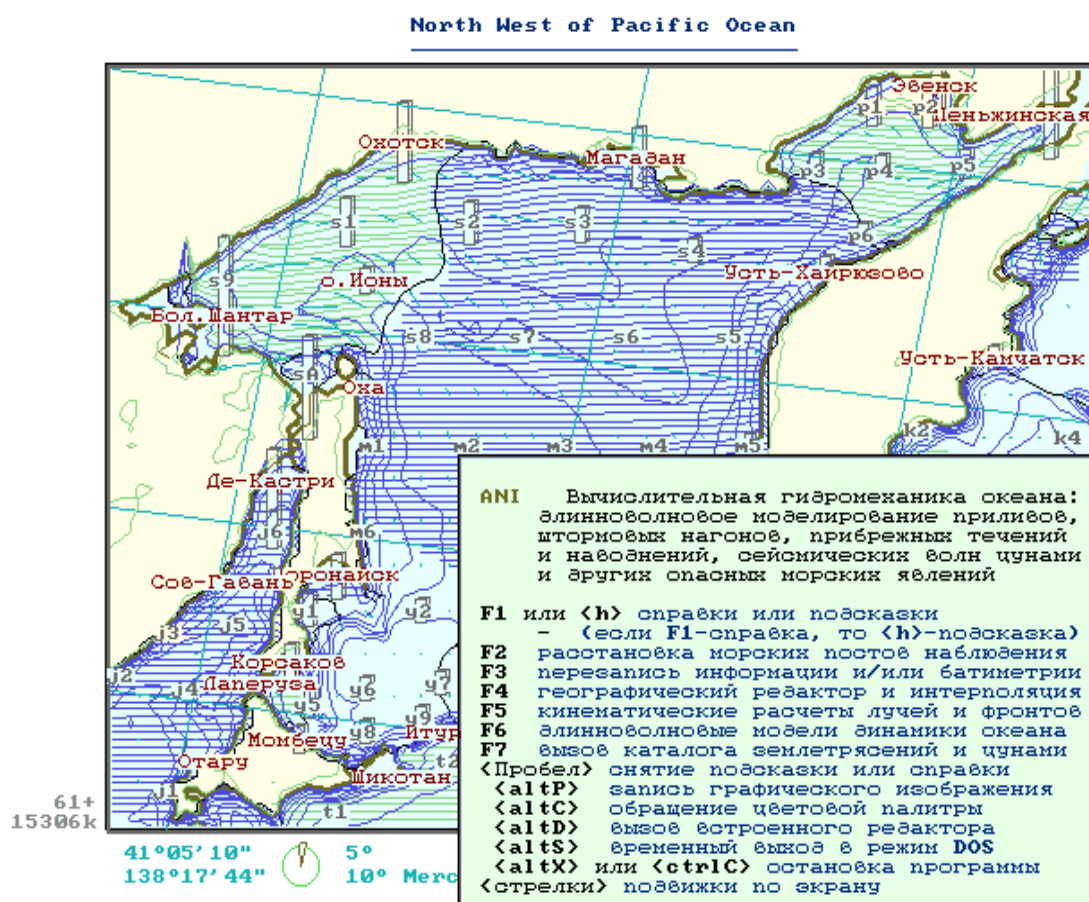 North West of Pacific Ocean
Эвенск
p1 p2
Пеньжинская
Охотск
Магадан
p3 p4 p5
s1 s2 s3
p6
s4
s9
о.Ионы
Усть-Хайрюзово
Бол.Шантар
s8 s7 s6 s5
Усть-Камчатск
sA
Оха
k2
k4
m1 m2 m3 m4 m5
Де-Кастри
j6
m6
Сов-Гавань
оронайск
y1 y2
j3 j5
Корсаков
j2
j4
Лаперуза
y6
y5
y9
y8
Момбецу
Итур
Отару
Шикотан
t2
j1
t1
61+
15306k
41°05'10" 5°
138°17'44" 10° Merc
ANI Вычислительная гидромеханика океана:
длинноволновое моделирование приливов,
штормовых нагонов, прибрежных течений
и наводнений, сейсмических волн цунами
и других опасных морских явлений
F1 или <h> справки или подсказки
- (если F1-справка, то <h>-подсказка)
F2 расстановка морских постов наблюдения
F3 перезапись информации и/или батиметрии
F4 географический редактор и интерполяция
F5 кинематические расчеты лучей и фронтов
F6 длинноволновые модели динамики океана
F7 вызов каталога землетрясений и цунами
<Пробел> снятие подсказки или справки
<altP> запись графического изображения
<altC> обращение цветовой палитры
<altD> вызов встроенного редактора
<altS> временный выход в режим DOS
<altX> или <ctrlC> остановка программы
<стрелки> подвижки по экрану